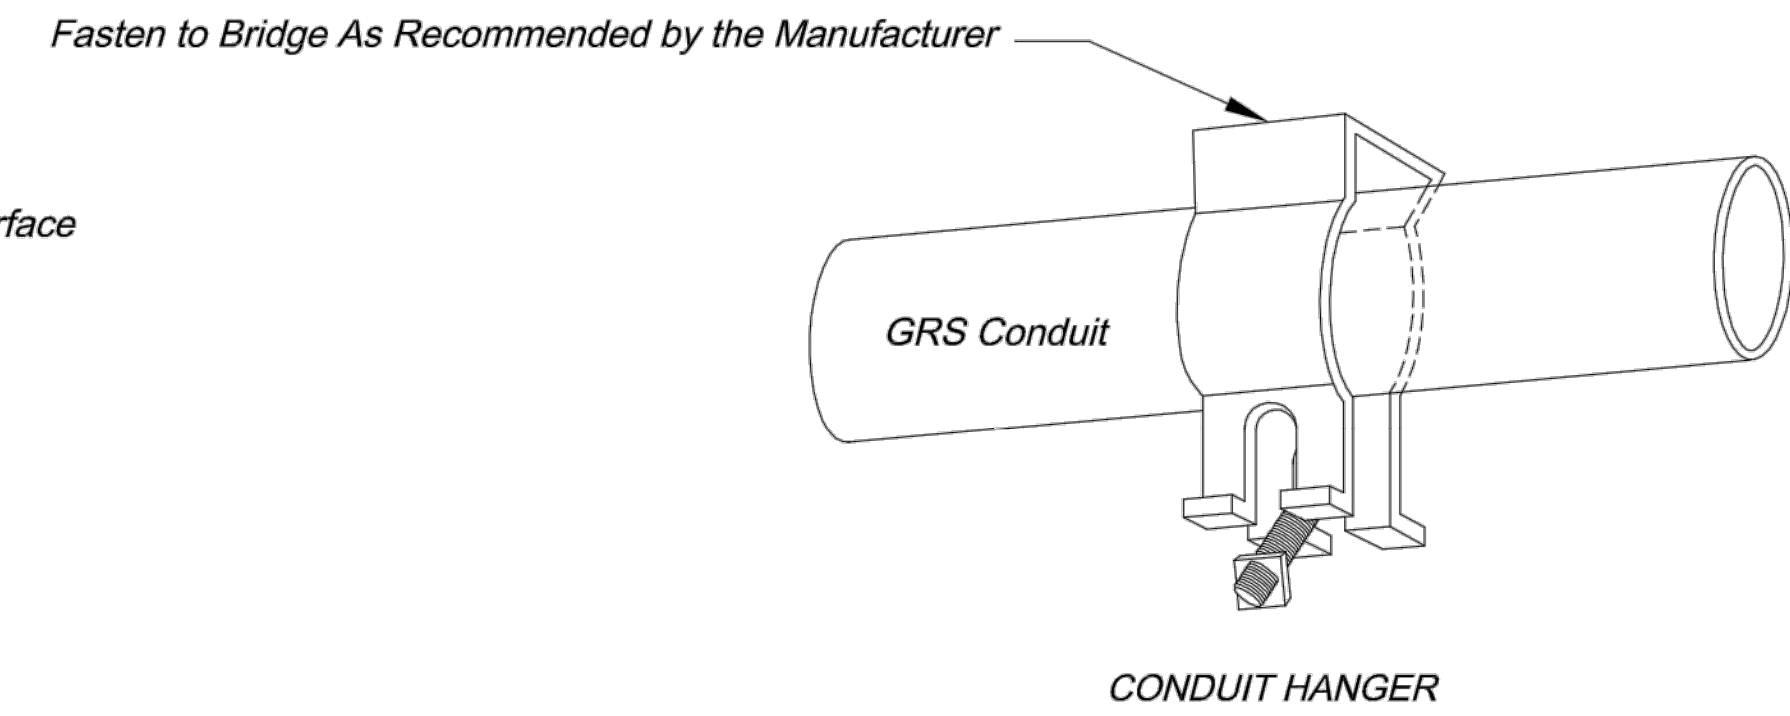 Fasten to Bridge As Recommended by the Manufacturer
rface
GRS Conduit
CONDUIT HANGER